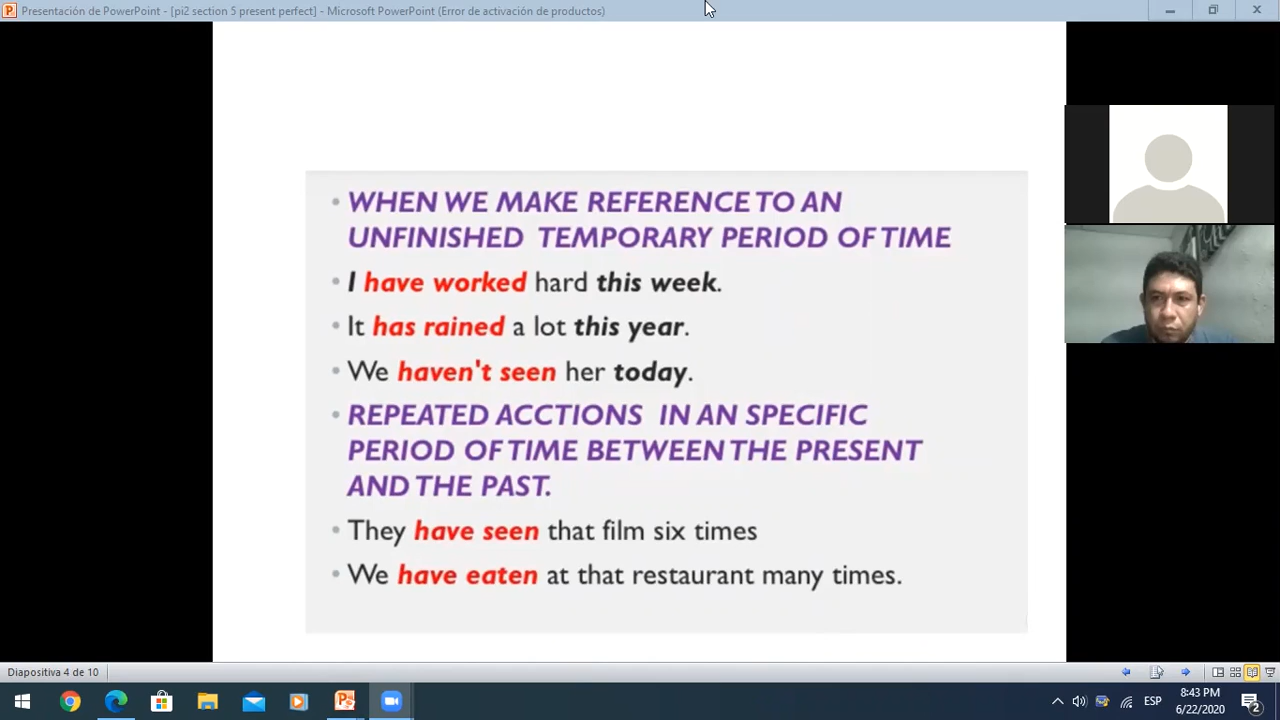 Presentación de PowerPoint - [pi2 section 5 present perfect] - Microsoft PowerPoint (Error de activación de productos)
• WHEN WE MAKE REFERENCE TO AN
UNFINISHED TEMPORARY PERIOD OF TIME
• I have worked hard this week.
• It has rained a lot this year.
• We haven't seen her today.
• REPEATED ACCTIONS IN AN SPECIFIC
PERIOD OF TIME BETWEEN THE PRESENT
AND THE PAST.
• They have seen that film six times
• We have eaten at that restaurant many times.
Diapositiva 4 de 10
ESP
8:43 PM
6/22/2020
2